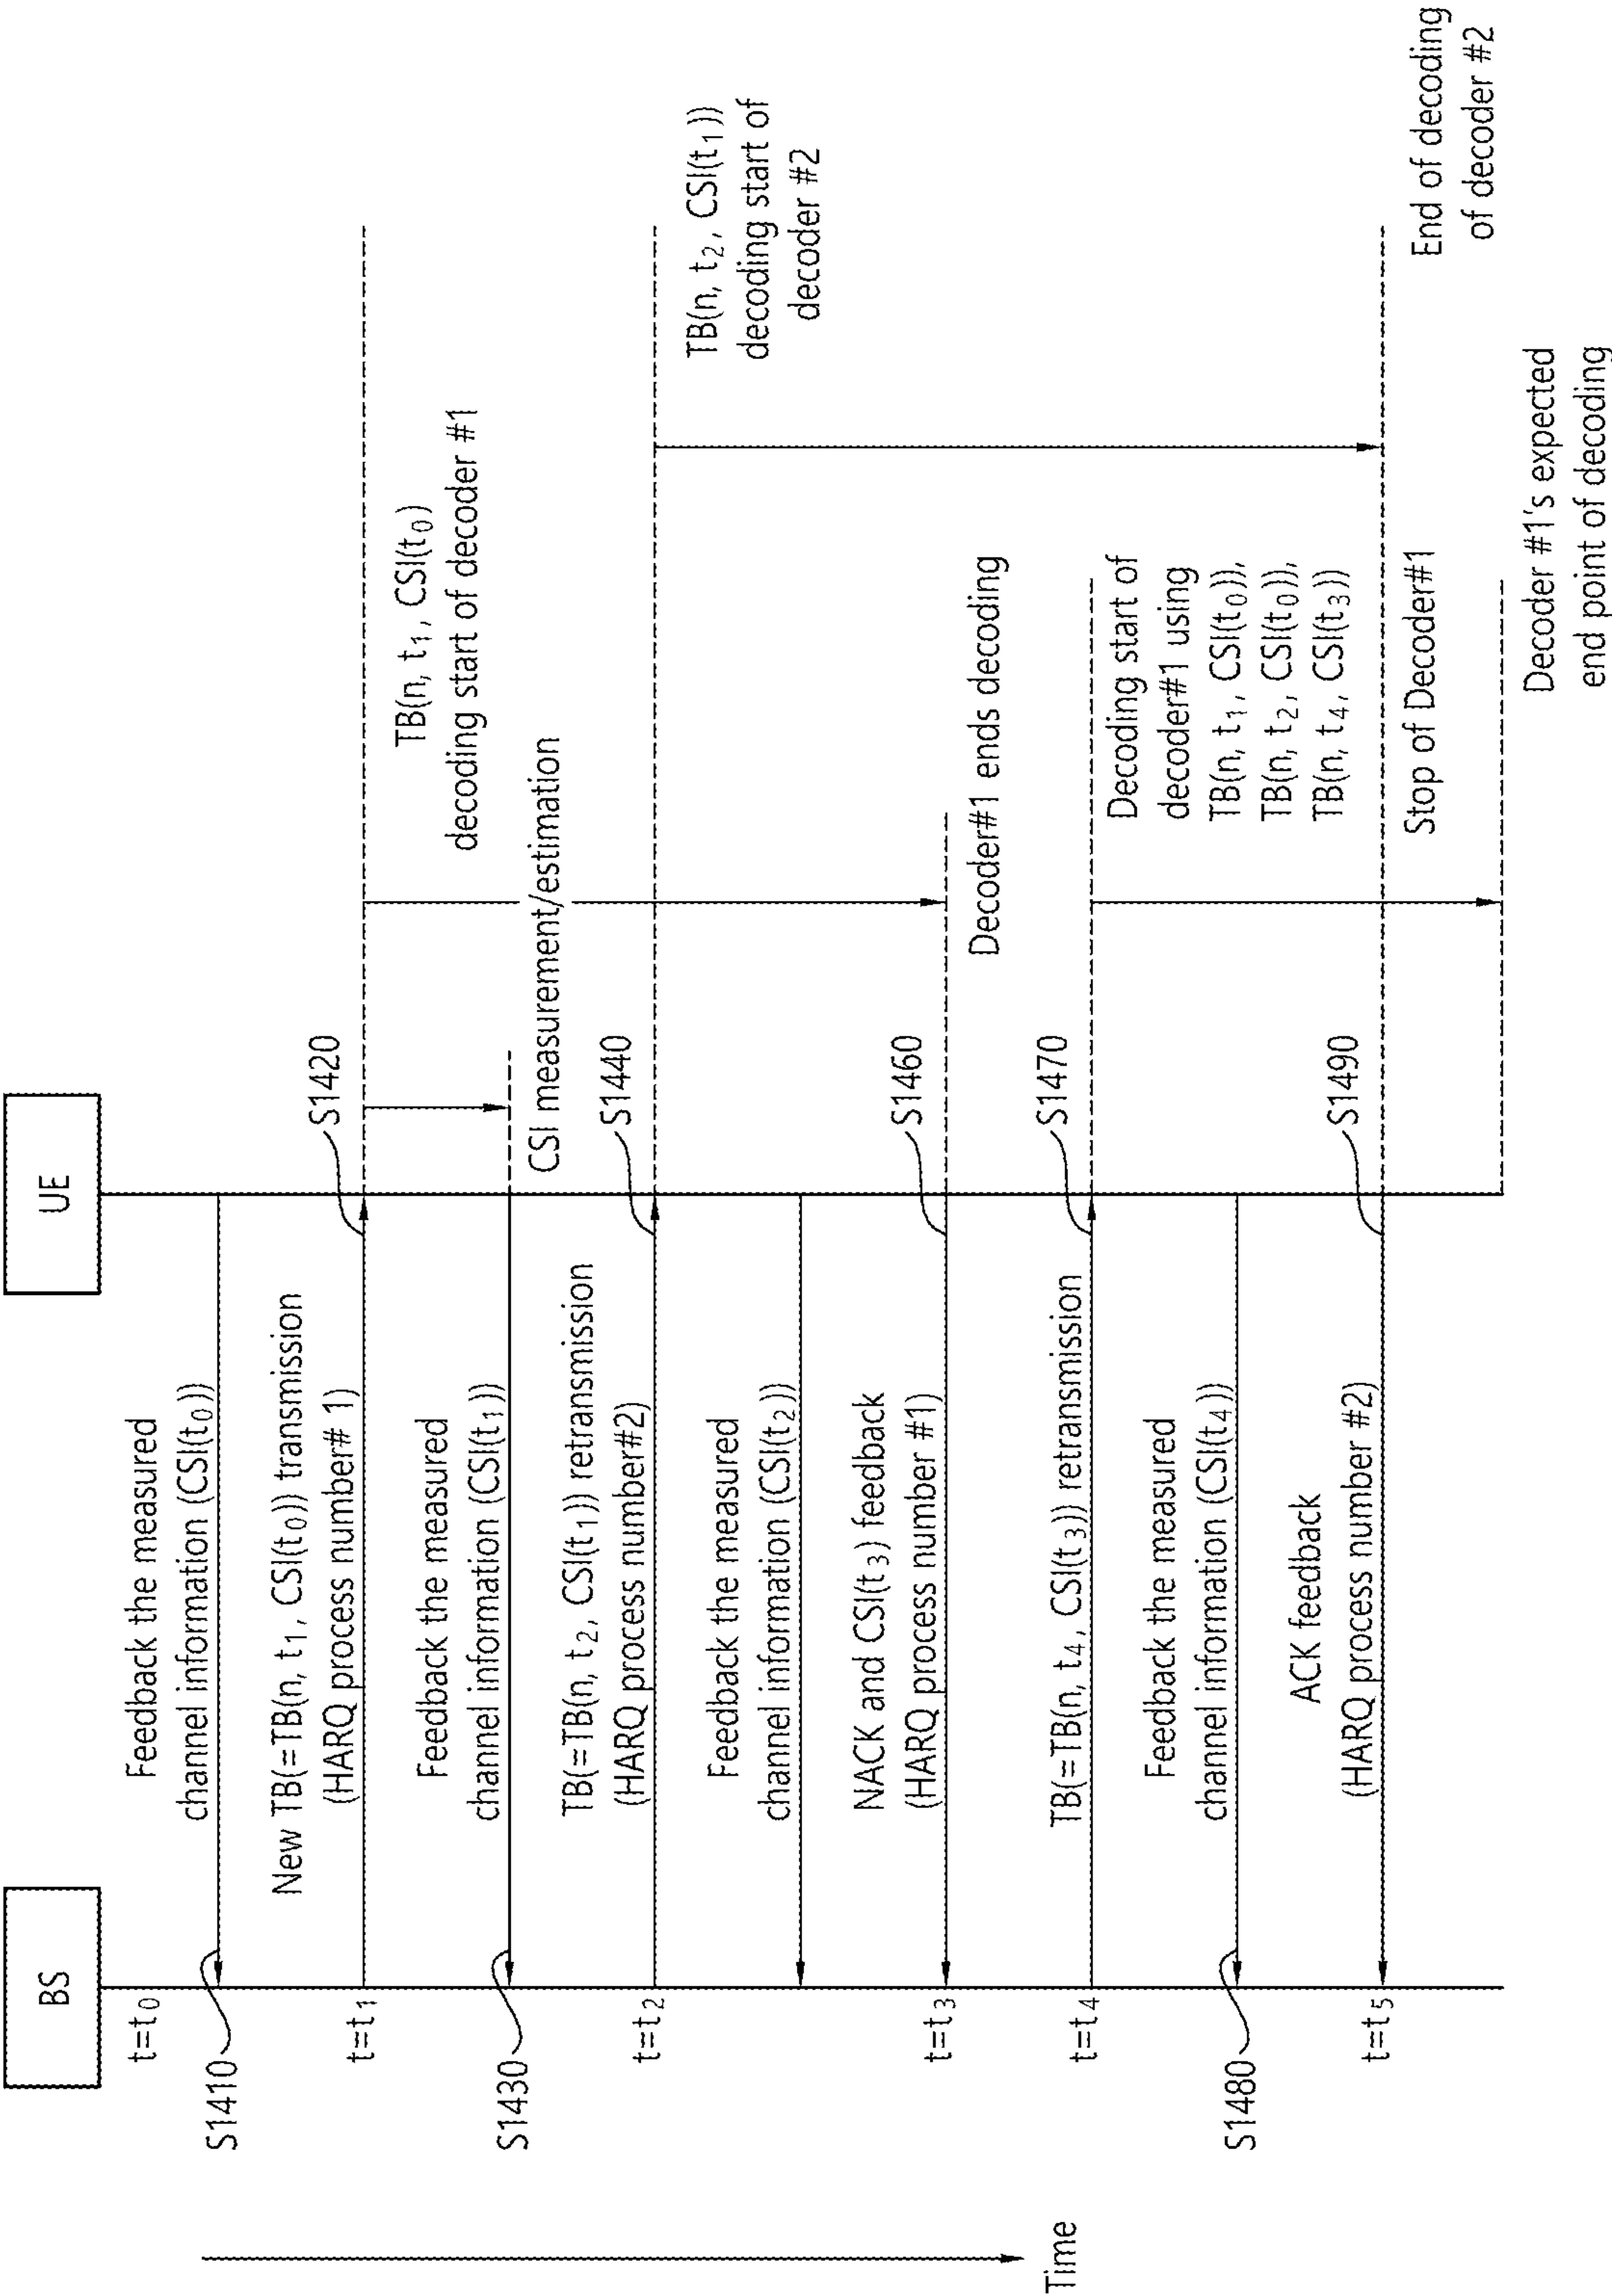 BS
UE
t=t0
Feedback the measured
channel information (CSI(t0))
S1410
New TB(=TB(n, t1, CSI(t0)) transmission
(HARQ process number# 1)
t=t1
S1420
TB(n, t1, CSI(t0)
decoding start of decoder #1
Feedback the measured
channel information (CSI(t1))
S1430
CSI measurement/estimation
TB(=TB(n, t2, CSI(t1)) retransmission
(HARQ process number#2)
t=t2
S1440
TB(n, t2, CSI(t1))
decoding start of
decoder #2
Feedback the measured
channel information (CSI(t2))
NACK and CSI(t3) feedback
(HARQ process number #1)
t=t3
S1460
Decoder#1 ends decoding
TB(=TB(n, t4, CSI(t3)) retransmission
t=t4
S1470
Decoding start of
decoder#1 using
TB(n, t1, CSI(t0)),
TB(n, t2, CSI(t0)),
TB(n, t4, CSI(t3))
Feedback the measured
channel information (CSI(t4))
S1480
ACK feedback
(HARQ process number #2)
t=t5
S1490
Stop of Decoder#1
End of decoding
of decoder #2
Decoder #1's expected
end point of decoding
Time